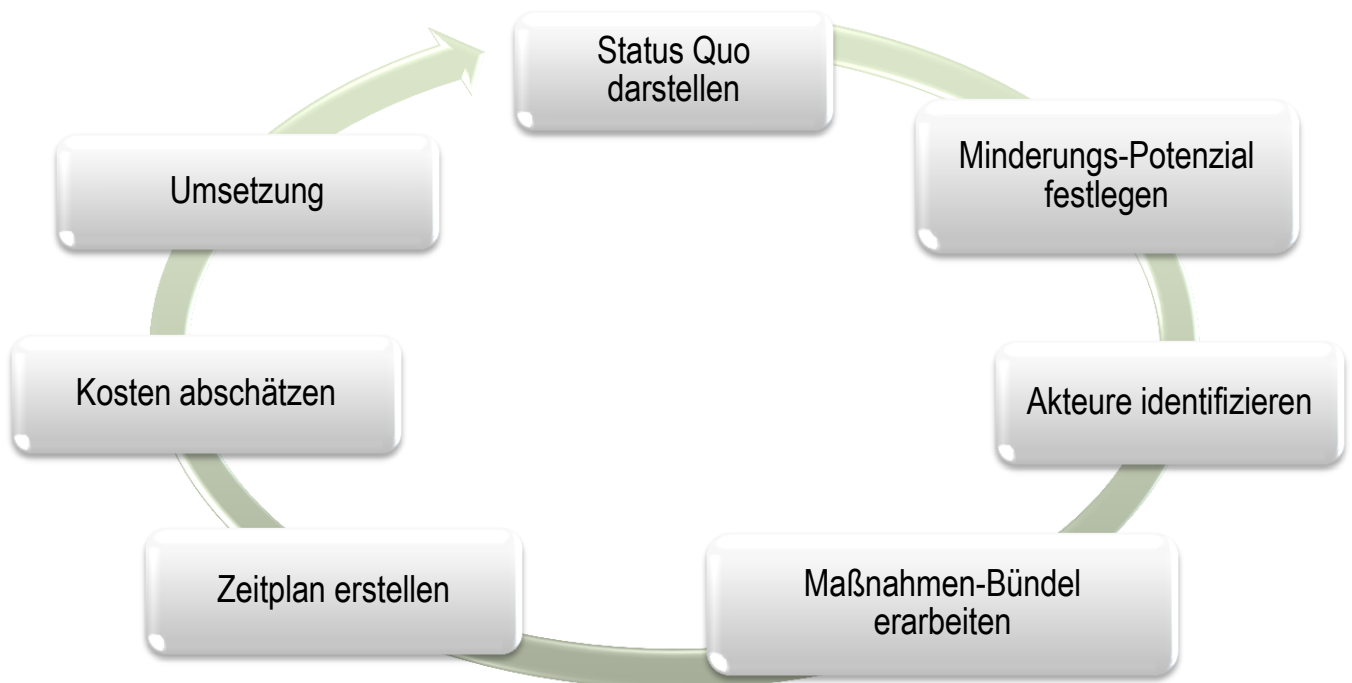 Status Quo
darstellen
Minderungs-Potenzial
festlegen
Akteure identifizieren
Maßnahmen-Bündel
erarbeiten
Zeitplan erstellen
Kosten abschätzen
Umsetzung